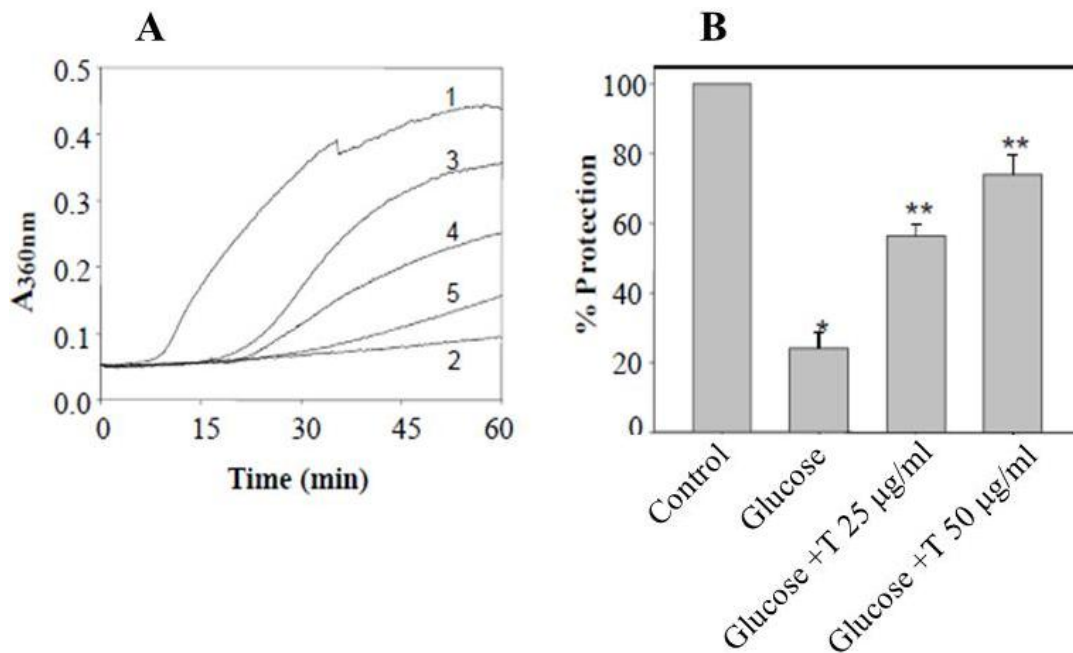 A
0.5
0.4
0.3
0.2
0.1
0.0
A360nm
1
3
4
5
2
0
15
30
45
60
Time (min)
B
100
80
60
40
20
0
% Protection
*
**
**
Control
Glucose
Glucose +T 25 µg/ml
Glucose +T 50 µg/ml